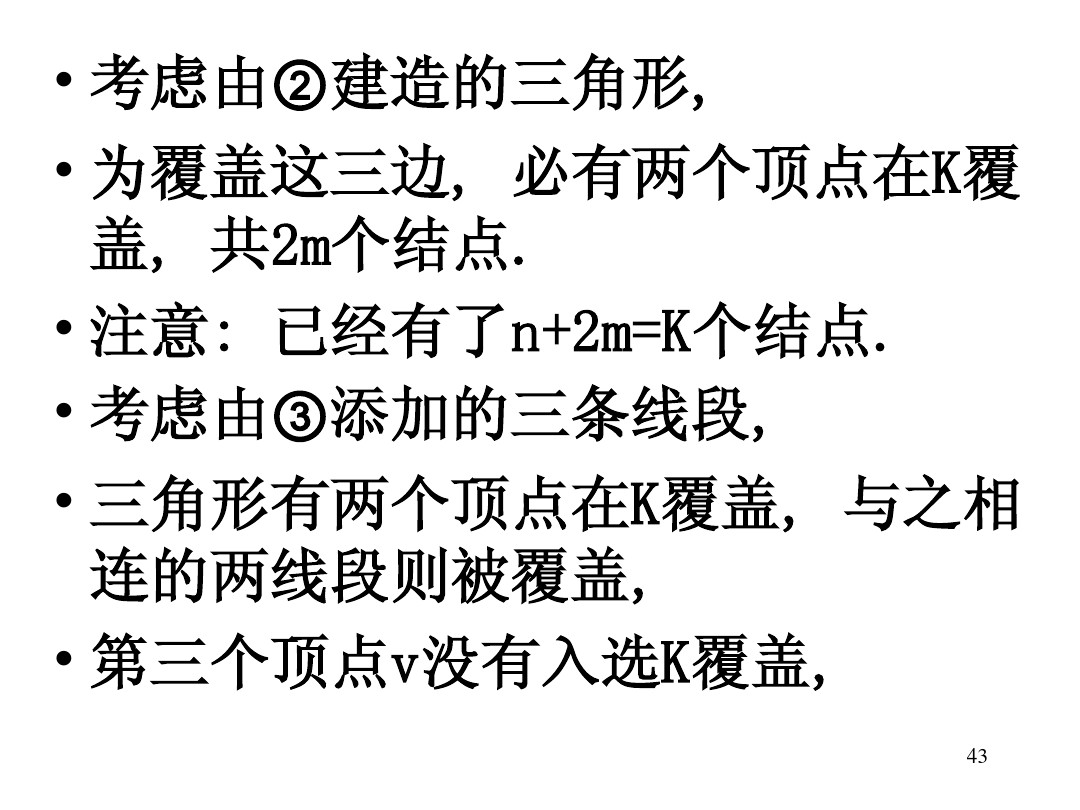 •考虑由②建造的三角形,
•为覆盖这三边, 必有两个顶点在K覆
盖, 共2m个结点.
•注意: 已经有了n+2m=K个结点.
•考虑由③添加的三条线段,
•三角形有两个顶点在K覆盖, 与之相
连的两线段则被覆盖,
•第三个顶点v没有入选K覆盖,
43